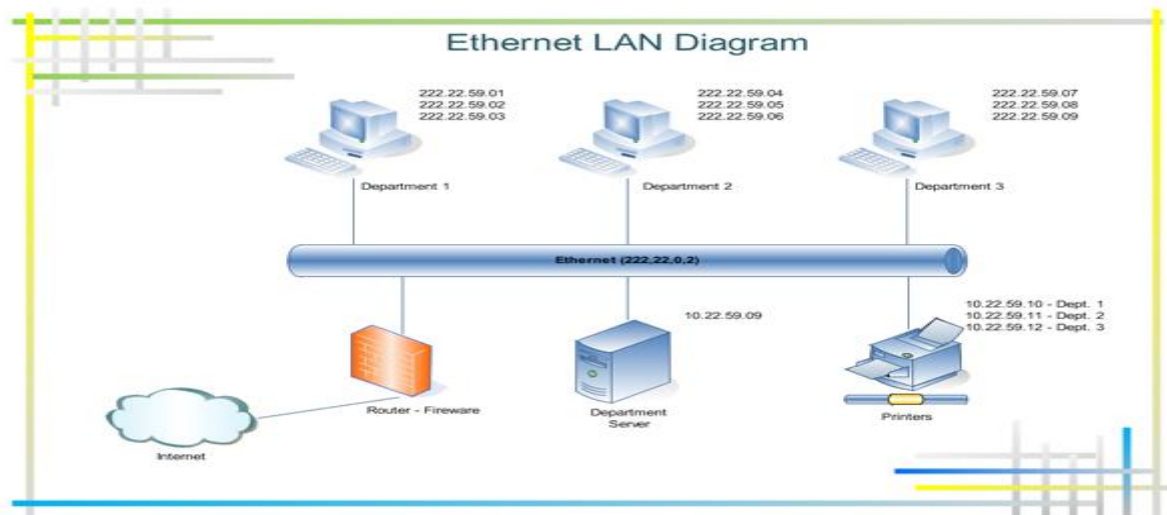 Ethernet LAN Diagram
222.22.59.01
222.22.59.02
222.22.59.03
Department 1
222.22.59.04
222.22.59.05
222.22.59.06
Department 2
222.22.59.07
222.22.59.08
222.22.59.09
Department 3
Ethernet (222,22,0,2)
Router - Fireware
Internet
10.22.59.09
Department
Server
10.22.59.10 - Dept. 1
10.22.59.11 - Dept. 2
10.22.59.12 - Dept. 3
Printers